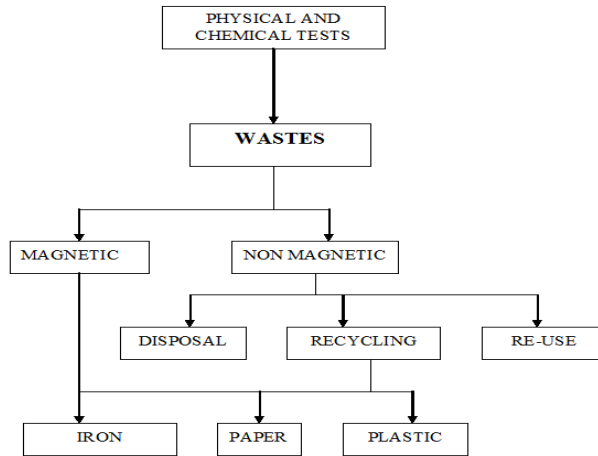 PHYSICAL AND
CHEMICAL TESTS
WASTES
MAGNETIC
NON MAGNETIC
DISPOSAL
RECYCLING
RE-USE
IRON
PAPER
PLASTIC